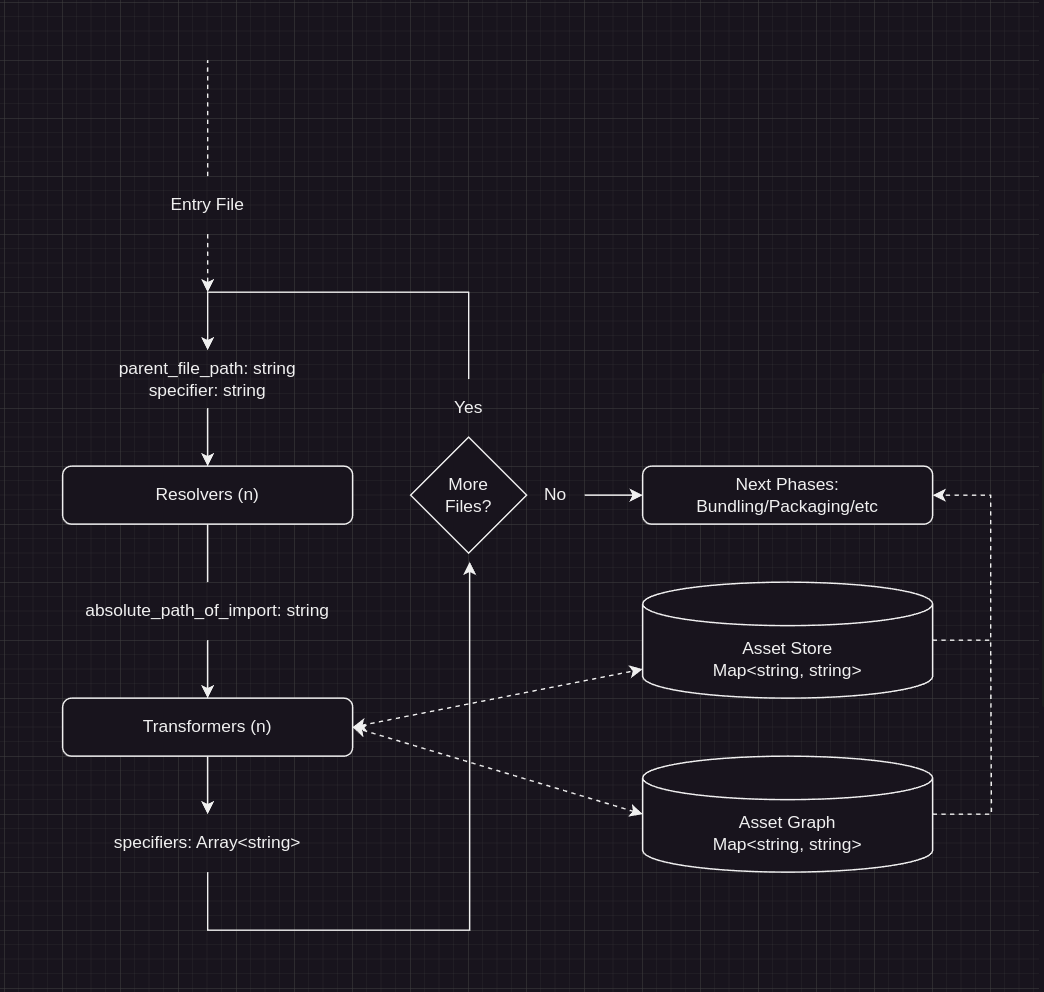 Entry File
parent_file_path: string
specifier: string
Yes
Resolvers (n)
More
Files?
No
Next Phases:
Bundling/Packaging/etc
absolute_path_of_import: string
Asset Store
Map<string, string>
Transformers (n)
specifiers: Array<string>
Asset Graph
Map<string, string>